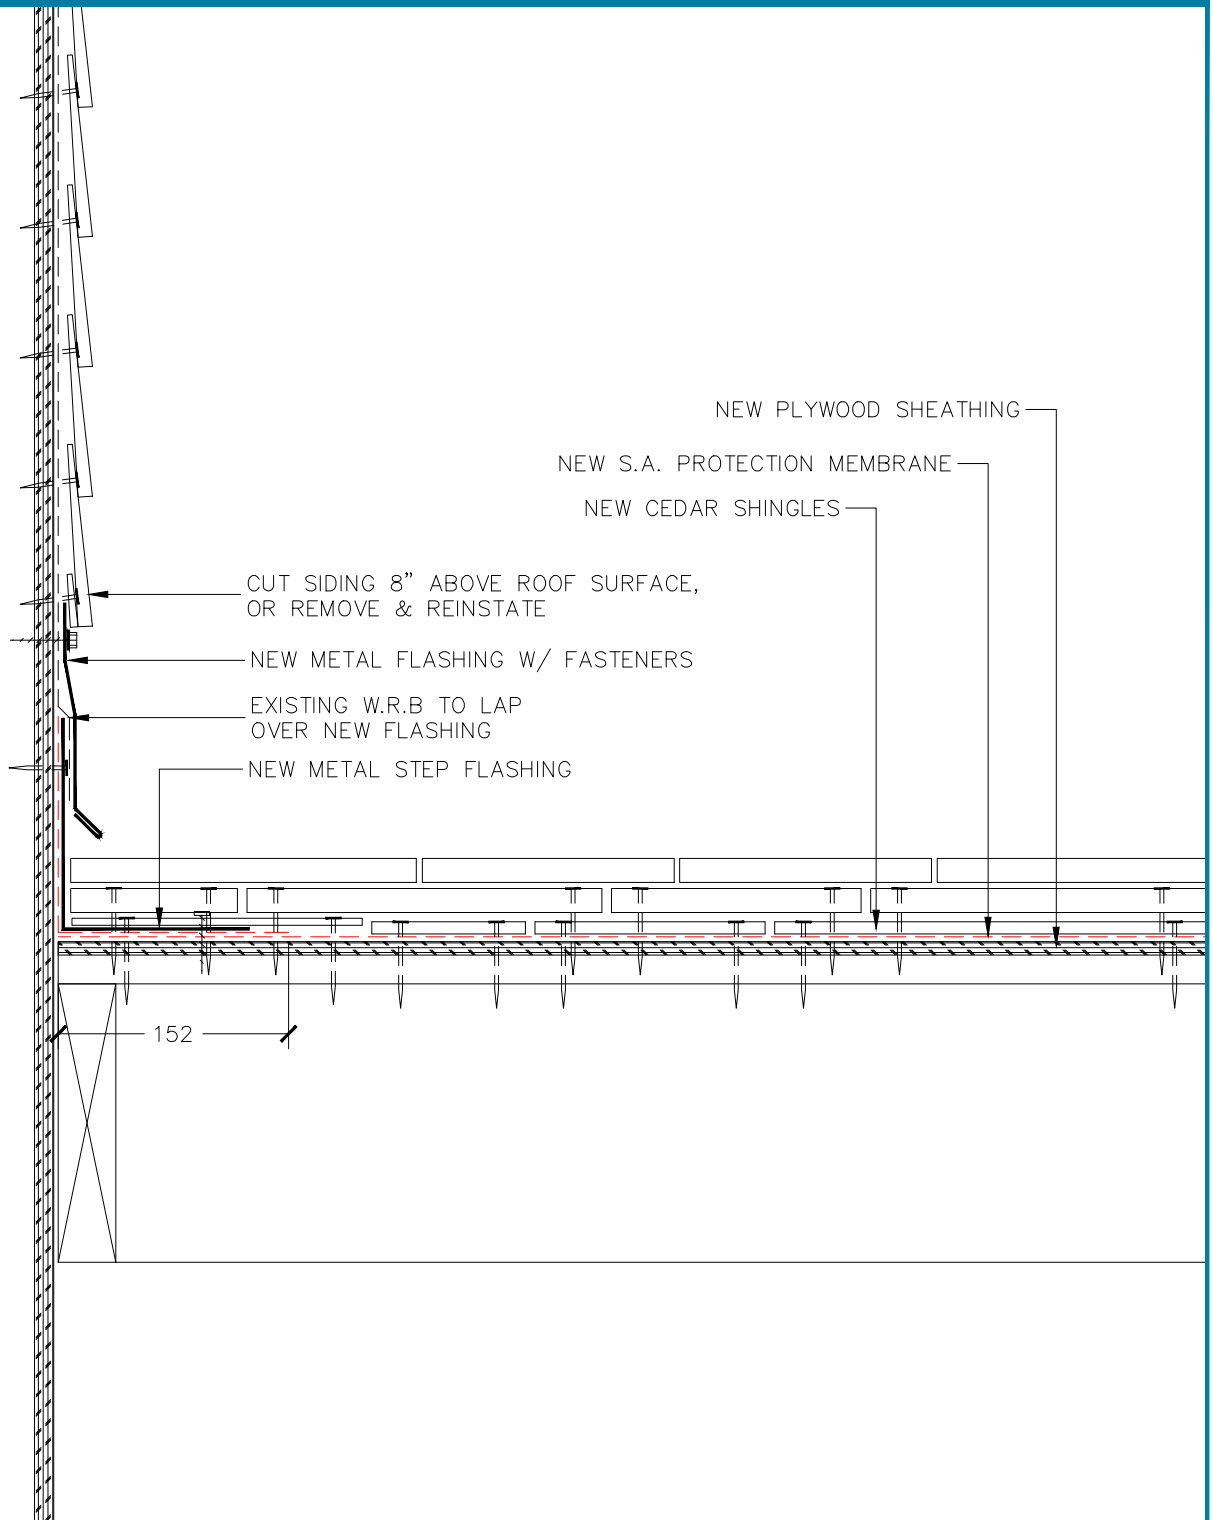 NEW PLYWOOD SHEATHING
NEW S.A. PROTECTION MEMBRANE
NEW CEDAR SHINGLES
CUT SIDING 8" ABOVE ROOF SURFACE,
OR REMOVE & REINSTATE
NEW METAL FLASHING W/ FASTENERS
EXISTING W.R.B TO LAP
OVER NEW FLASHING
NEW METAL STEP FLASHING
152